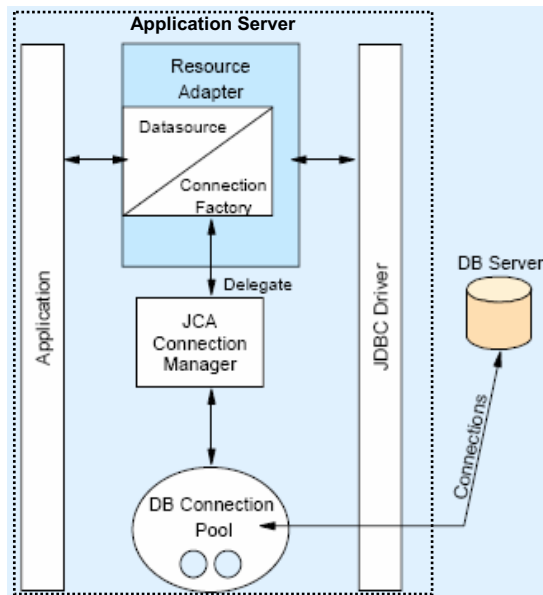 Application Server
Resource
Adapter
Datasource
Connection
Factory
Delegate
DB Server
JCA
Connection
Manager
Application
JDBC Driver
Connections
DB Connection
Pool